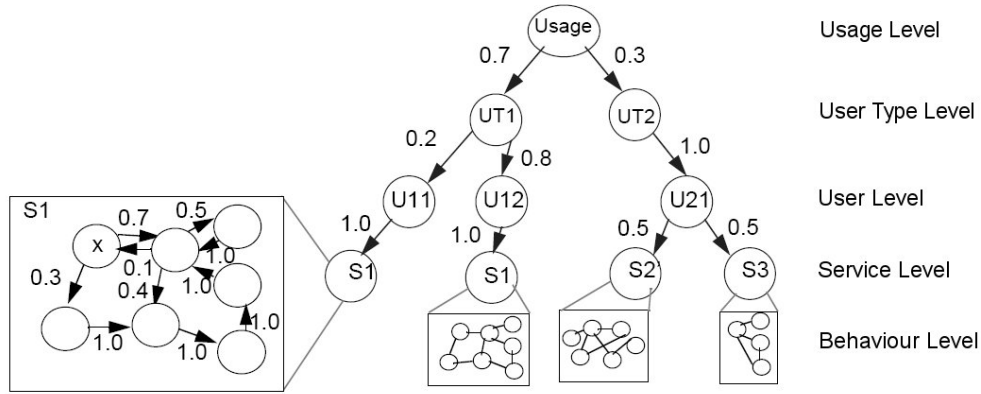 Usage
Usage Level
0.7
0.3
UT1
UT2
User Type Level
0.2
0.8
1.0
U11
U12
U21
User Level
1.0
1.0
0.5
0.5
S1
S1
S2
S3
Service Level
Behaviour Level
S1
0.7
0.5
X
0.1
1.0
0.3
0.4
1.0
1.0
1.0
1.0